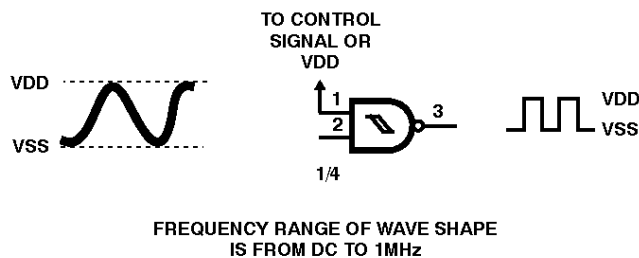 TO CONTROL
SIGNAL OR
VDD
VDD
VSS
1
2
3
1/4
VDD
VSS
FREQUENCY RANGE OF WAVE SHAPE
IS FROM DC TO 1MHz